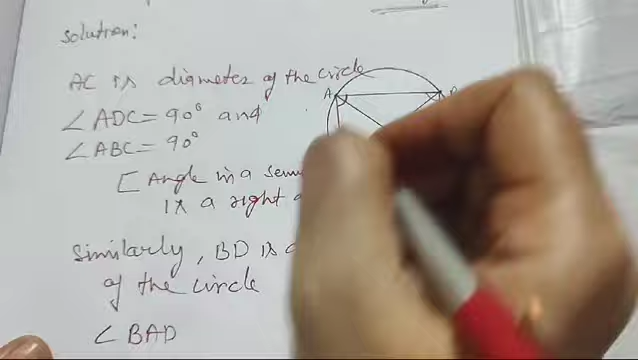 solution:
AC is diameter of the circle
A
∠ADC = 90° and
∠ABC = 90°
[Angle in a
is a right
similarly, BD is
of the circle
∠BAD